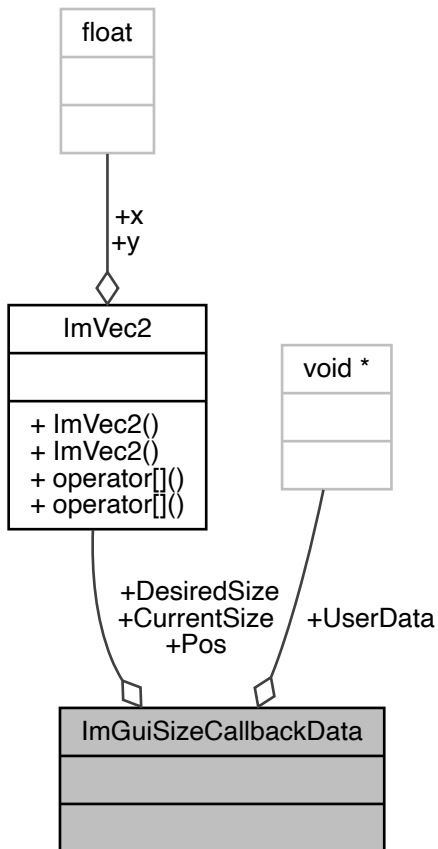 float
+x
+y
ImVec2
+ ImVec2()
+ ImVec2()
+ operator[]()
+ operator[]()
void *
+DesiredSize
+CurrentSize
+Pos
+UserData
ImGuiSizeCallbackData